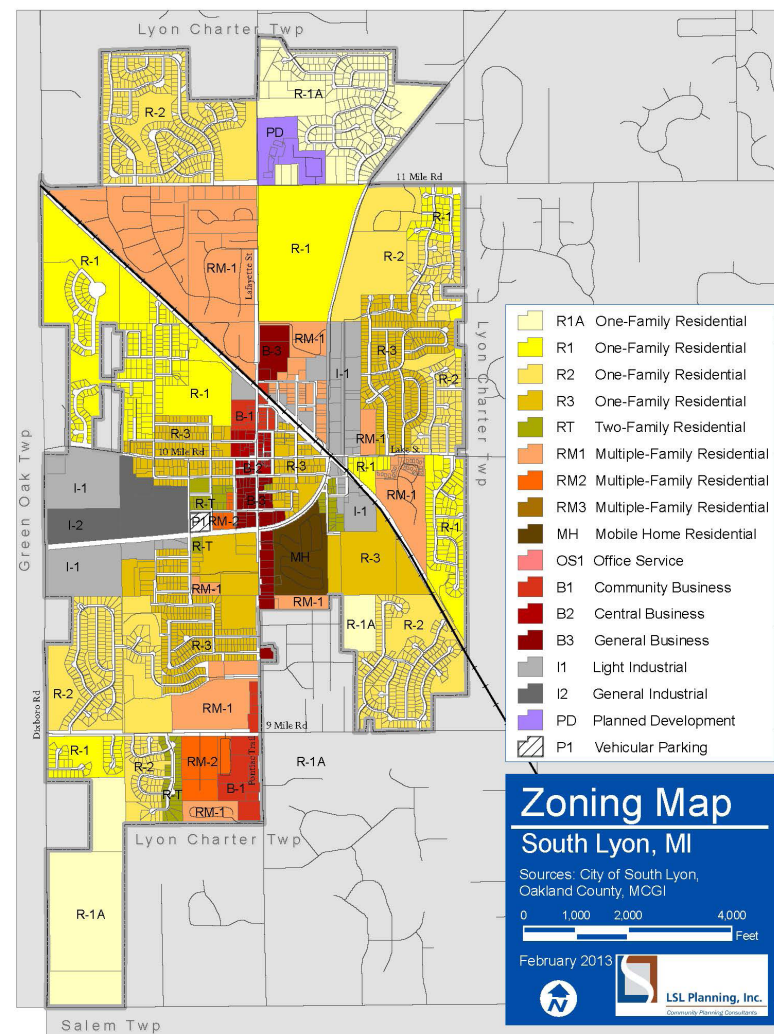 Lyon Charter Twp
R-2
R-1A
PD
11 Mile Rd
R-1
R-1
R-1
R-2
RM-1
Lafayette St
B-3
RM-1
I-1
R-3
R-2
Lyon Charter Twp
R-1
B-1
R-3
10 Mile Rd
B-2
R-3
RM-1
Lake St
R-1
RM-1
Green Oak Twp
I-1
I-2
R-T
P1
RM-2
B-3
I-1
R-1
R-T
I-1
MH
R-3
RM-1
RM-1
R-1A
R-2
R-3
R-2
RM-1
Dixboro Rd
9 Mile Rd
R-1
R-2
RM-2
Pontiac Trail
R-1A
R-T
B-1
RM-1
Lyon Charter Twp
R-1A
Salem Twp
R1A One-Family Residential
R1 One-Family Residential
R2 One-Family Residential
R3 One-Family Residential
RT Two-Family Residential
RM1 Multiple-Family Residential
RM2 Multiple-Family Residential
RM3 Multiple-Family Residential
MH Mobile Home Residential
OS1 Office Service
B1 Community Business
B2 Central Business
B3 General Business
I1 Light Industrial
I2 General Industrial
PD Planned Development
P1 Vehicular Parking
Zoning Map
South Lyon, MI
Sources: City of South Lyon,
Oakland County, MCGI
0 1,000 2,000 4,000
Feet
February 2013
N
LSL Planning, Inc.
Community Planning Consultants